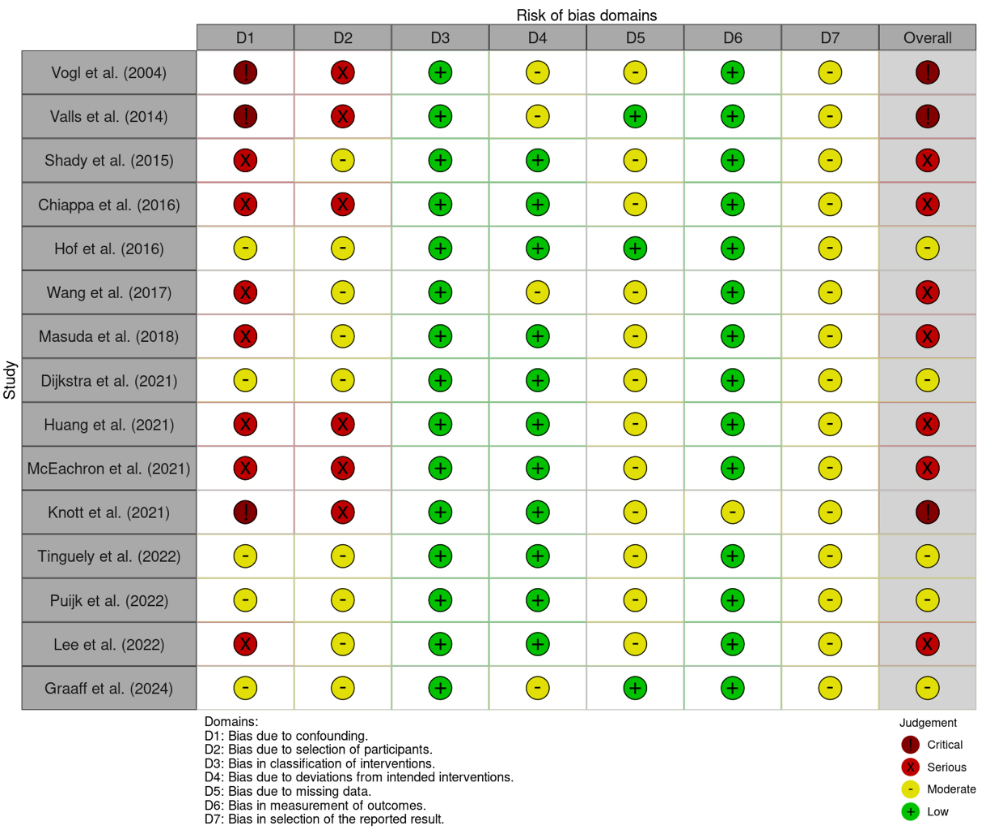 Risk of bias domains
D1 D2 D3 D4 D5 D6 D7 Overall
Study
Vogl et al. (2004) ! X + - - + - !
Valls et al. (2014) ! X + - + + - !
Shady et al. (2015) X - + + - + - X
Chiappa et al. (2016) X X + + - + - X
Hof et al. (2016) - - + + + + - -
Wang et al. (2017) X - + - - + - X
Masuda et al. (2018) X - + + - + - X
Dijkstra et al. (2021) - - + + - + - -
Huang et al. (2021) X X + + - + - X
McEachron et al. (2021) X X + + - + - X
Knott et al. (2021) ! X + + - - - !
Tinguely et al. (2022) - - + + - + - -
Puijk et al. (2022) - - + + - + - -
Lee et al. (2022) X - + + - + - X
Graaff et al. (2024) - - + - + + - -
Domains:
D1: Bias due to confounding.
D2: Bias due to selection of participants.
D3: Bias in classification of interventions.
D4: Bias due to deviations from intended interventions.
D5: Bias due to missing data.
D6: Bias in measurement of outcomes.
D7: Bias in selection of the reported result.
Judgement
! Critical
X Serious
- Moderate
+ Low